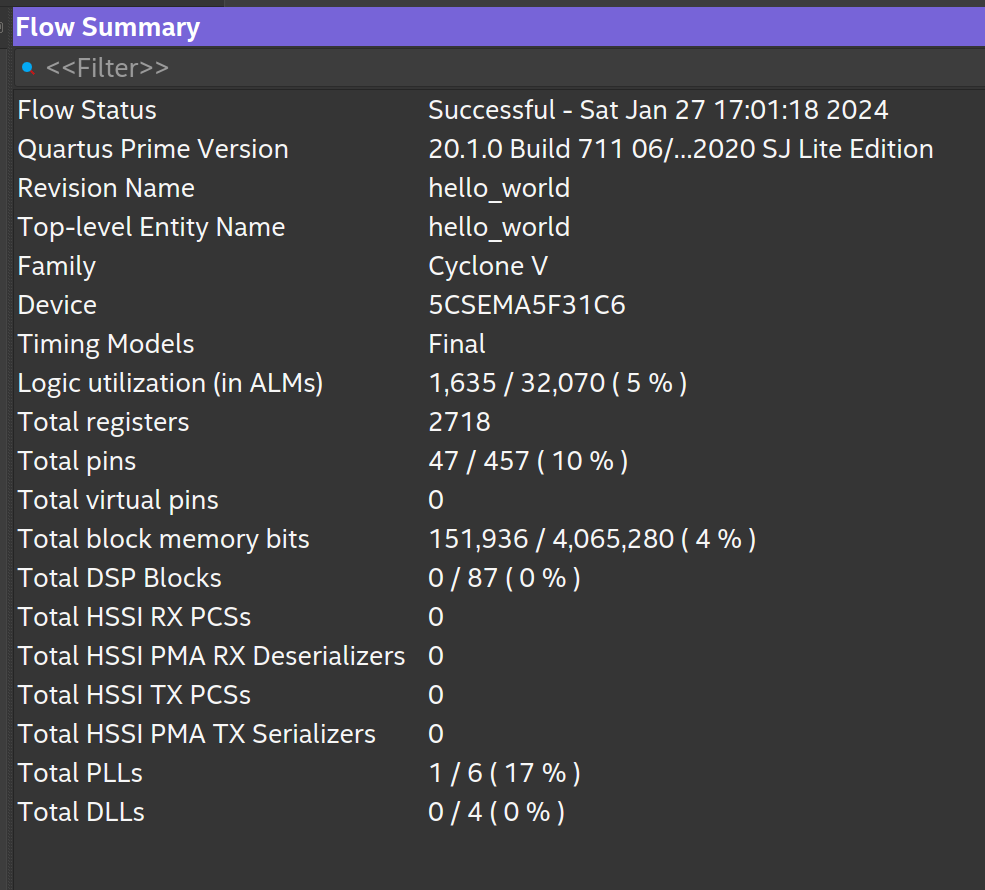 Flow Summary
<<Filter>>
Flow Status Successful - Sat Jan 27 17:01:18 2024
Quartus Prime Version 20.1.0 Build 711 06/...2020 SJ Lite Edition
Revision Name hello_world
Top-level Entity Name hello_world
Family Cyclone V
Device 5CSEMA5F31C6
Timing Models Final
Logic utilization (in ALMs) 1,635 / 32,070 ( 5 % )
Total registers 2718
Total pins 47 / 457 ( 10 % )
Total virtual pins 0
Total block memory bits 151,936 / 4,065,280 ( 4 % )
Total DSP Blocks 0 / 87 ( 0 % )
Total HSSI RX PCSs 0
Total HSSI PMA RX Deserializers 0
Total HSSI TX PCSs 0
Total HSSI PMA TX Serializers 0
Total PLLs 1 / 6 ( 17 % )
Total DLLs 0 / 4 ( 0 % )